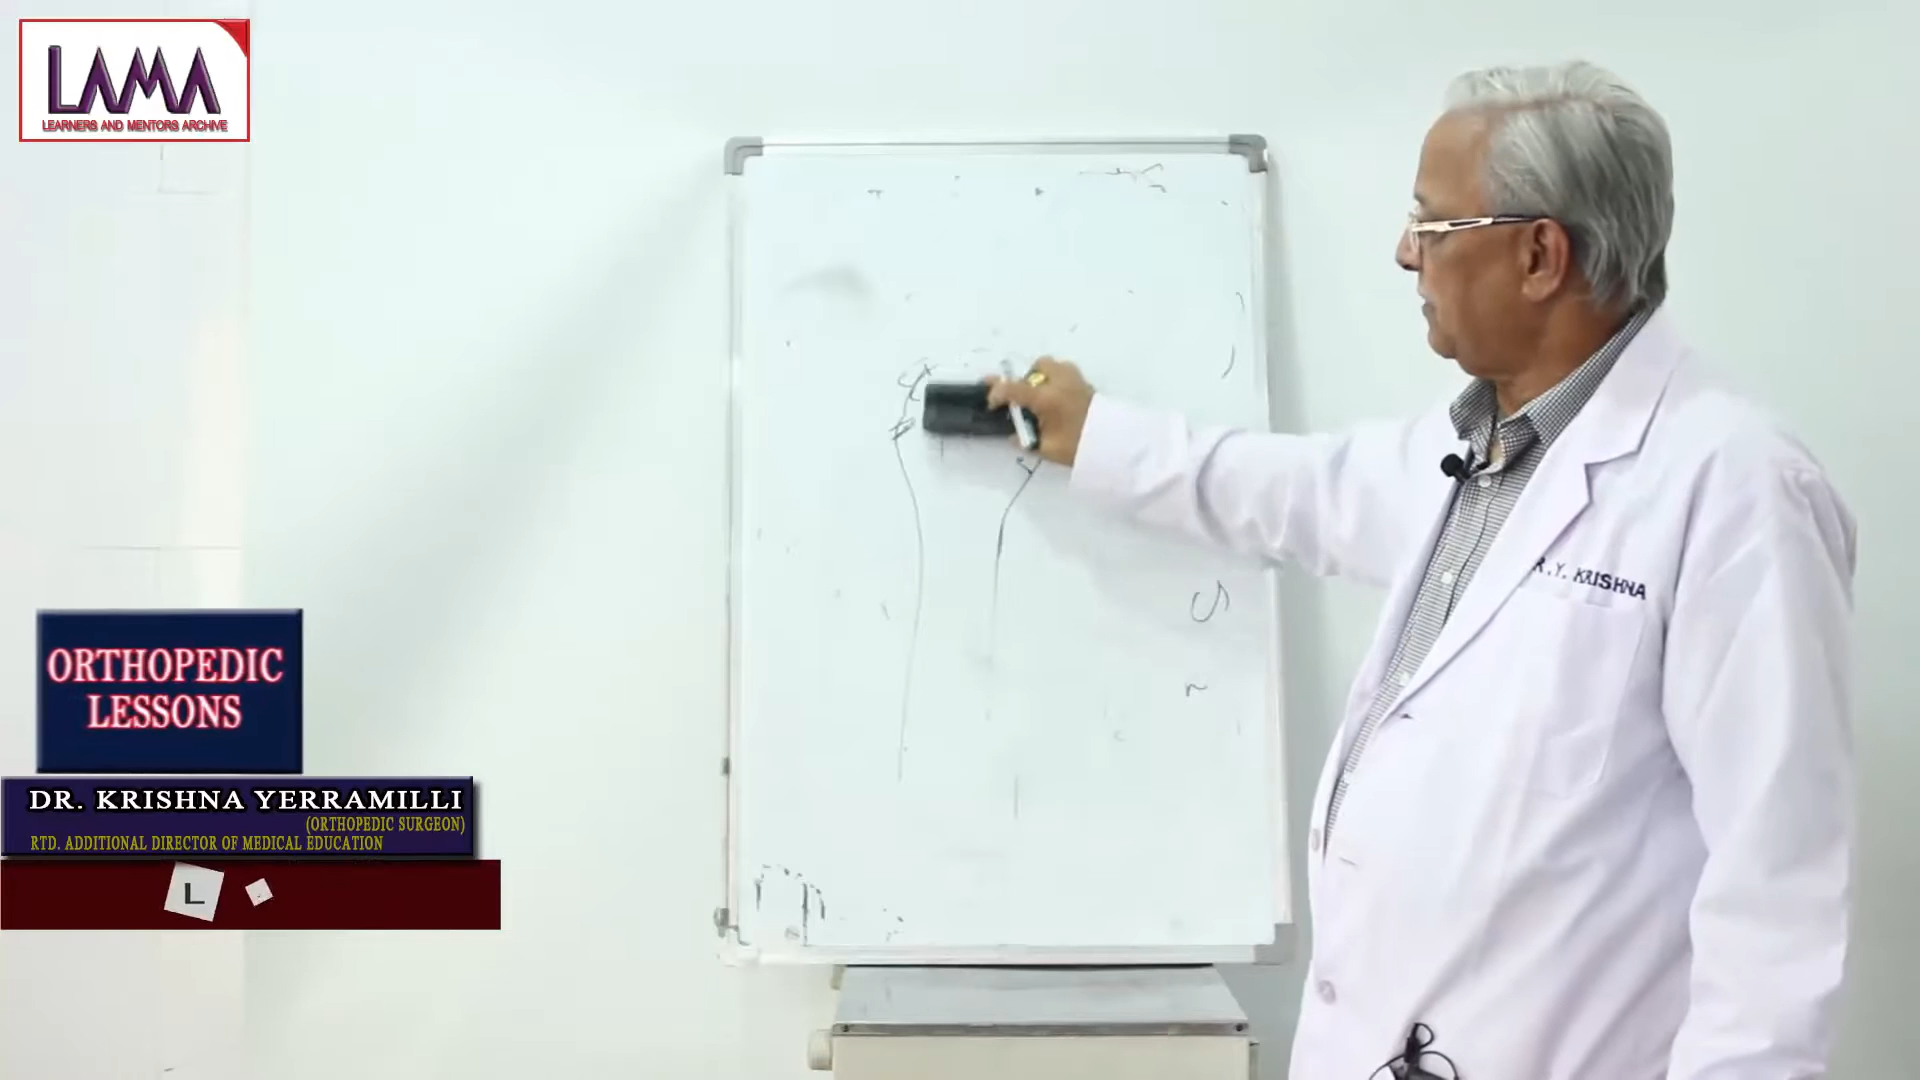 LAMA
LEARNERS AND MENTORS ARCHIVE
R.Y. KRISHNA
ORTHOPEDIC
LESSONS
DR. KRISHNA YERRAMILLI
(ORTHOPEDIC SURGEON)
RTD. ADDITIONAL DIRECTOR OF MEDICAL EDUCATION
L